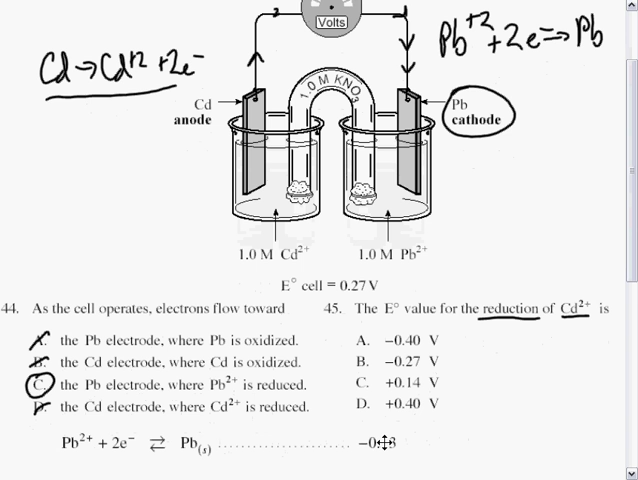 Volts
Pb+2 + 2e- => Pb
Cd → Cd+2 + 2e-
1.0 M KNO3
Cd
anode
Pb
cathode
1.0 M Cd2+
1.0 M Pb2+
E° cell = 0.27 V
44. As the cell operates, electrons flow toward
A. the Pb electrode, where Pb is oxidized.
B. the Cd electrode, where Cd is oxidized.
C. the Pb electrode, where Pb2+ is reduced.
D. the Cd electrode, where Cd2+ is reduced.
45. The E° value for the reduction of Cd2+ is
A. −0.40 V
B. −0.27 V
C. +0.14 V
D. +0.40 V
Pb2+ + 2e− ⇄ Pb(s) ........................